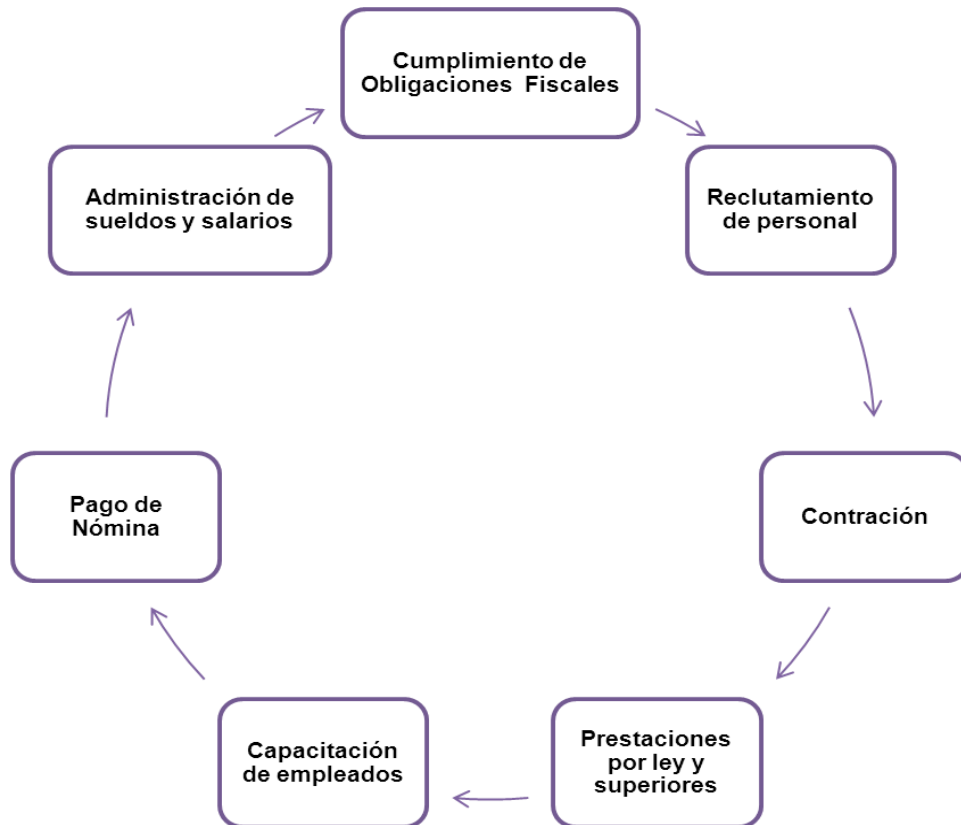 Cumplimiento de
Obligaciones Fiscales
Reclutamiento
de personal
Contración
Prestaciones
por ley y
superiores
Capacitación
de empleados
Pago de
Nómina
Administración de
sueldos y salarios